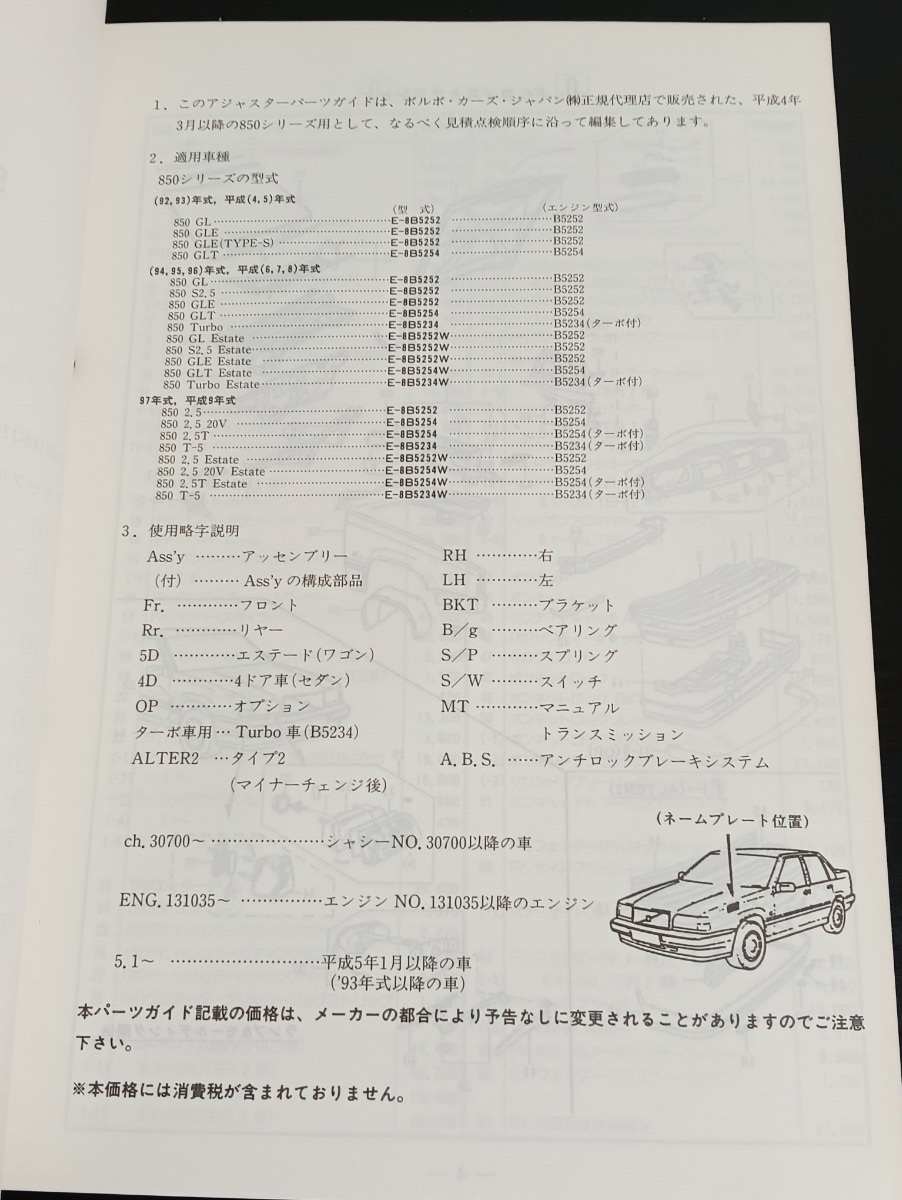 1．このアジャスターパーツガイドは、ボルボ・カーズ・ジャパン㈱正規代理店で販売された、平成4年
3月以降の850シリーズ用として、なるべく見積点検順序に沿って編集してあります。
2．適用車種
850シリーズの型式
(92,93)年式，平成(4,5)年式
(型　式)　(エンジン型式)
850 GL ……………… E-8B5252 ……………… B5252
850 GLE ……………… E-8B5252 ……………… B5252
850 GLE(TYPE-S) ……………… E-8B5252 ……………… B5252
850 GLT ……………… E-8B5254 ……………… B5254
(94,95,96)年式，平成(6,7,8)年式
850 GL ……………… E-8B5252 ……………… B5252
850 S2.5 ……………… E-8B5252 ……………… B5252
850 GLE ……………… E-8B5252 ……………… B5252
850 GLT ……………… E-8B5254 ……………… B5254
850 Turbo ……………… E-8B5234 ……………… B5234(ターボ付)
850 GL Estate ……………… E-8B5252W ……………… B5252
850 S2.5 Estate ……………… E-8B5252W ……………… B5252
850 GLE Estate ……………… E-8B5252W ……………… B5252
850 GLT Estate ……………… E-8B5254W ……………… B5254
850 Turbo Estate ……………… E-8B5234W ……………… B5234(ターボ付)
97年式，平成9年式
850 2.5 ……………… E-8B5252 ……………… B5252
850 2.5 20V ……………… E-8B5254 ……………… B5254
850 2.5T ……………… E-8B5254 ……………… B5254(ターボ付)
850 T-5 ……………… E-8B5234 ……………… B5234(ターボ付)
850 2.5 Estate ……………… E-8B5252W ……………… B5252
850 2.5 20V Estate ……………… E-8B5254W ……………… B5254
850 2.5T Estate ……………… E-8B5254W ……………… B5254(ターボ付)
850 T-5 ……………… E-8B5234W ……………… B5234(ターボ付)
3．使用略字説明
Ass'y ………アッセンブリー
(付) ……… Ass'y の構成部品
Fr. …………フロント
Rr. …………リヤー
5D …………エステード(ワゴン)
4D …………4ドア車(セダン)
OP …………オプション
ターボ車用… Turbo 車(B5234)
ALTER2 …タイプ2
(マイナーチェンジ後)
RH …………右
LH …………左
BKT ………ブラケット
B／g ………ベアリング
S／P ………スプリング
S／W ………スイッチ
MT …………マニュアル
トランスミッション
A.B.S. ……アンチロックブレーキシステム
ch.30700～ …………………シャシーNO.30700以降の車
ENG.131035～ ……………エンジン NO.131035以降のエンジン
5.1～ ………………………平成5年1月以降の車
('93年式以降の車)
(ネームプレート位置)
本パーツガイド記載の価格は、メーカーの都合により予告なしに変更されることがありますのでご注意
下さい。
※本価格には消費税が含まれておりません。